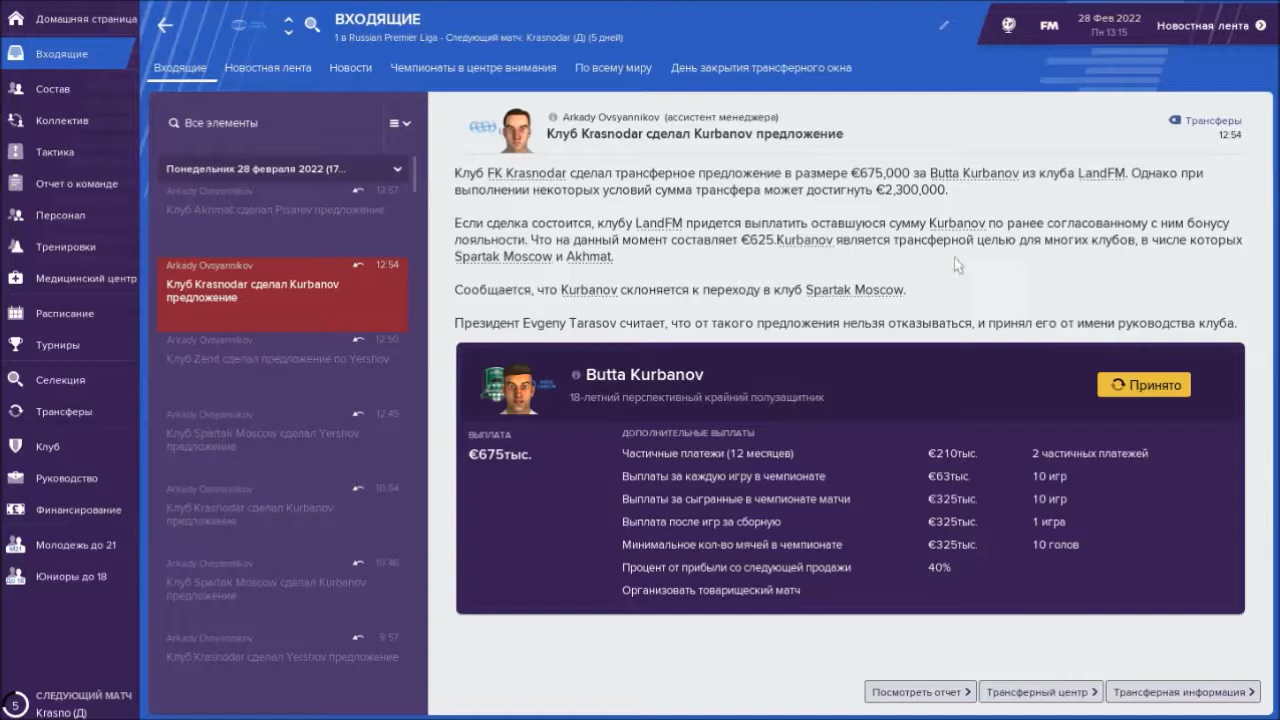 Домашняя страница
Входящие
Состав
Коллектив
Тактика
Отчет о команде
Персонал
Тренировки
Медицинский центр
Расписание
Турниры
Селекция
Трансферы
Клуб
Руководство
Финансирование
Молодежь до 21
Юниоры до 18
5
СЛЕДУЮЩИЙ МАТЧ
Krasno (Д)
ВХОДЯЩИЕ
1 в Russian Premier Liga - Следующий матч: Krasnodar (Д) (5 дней)
FM
28 Фев 2022
Пн 13:15
Новостная лента
Входящие Новостная лента Новости Чемпионаты в центре внимания По всему миру День закрытия трансферного окна
Все элементы
Понедельник 28 февраля 2022 (17...
Arkady Ovsyannikov 12:57
Клуб Akhmat сделал Pisarev предложение
Arkady Ovsyannikov 12:54
Клуб Krasnodar сделал Kurbanov
предложение
Arkady Ovsyannikov 12:50
Клуб Zenit сделал предложение по Yershov
Arkady Ovsyannikov 12:49
Клуб Spartak Moscow сделал Yershov
предложение
Arkady Ovsyannikov 10:54
Клуб Krasnodar сделал Kurbanov
предложение
Arkady Ovsyannikov 10:46
Клуб Spartak Moscow сделал Kurbanov
предложение
Arkady Ovsyannikov 9:57
Клуб Krasnodar сделал Yershov предложение
Arkady Ovsyannikov (ассистент менеджера)
Клуб Krasnodar сделал Kurbanov предложение
Трансферы
12:54
Клуб FK Krasnodar сделал трансферное предложение в размере €675,000 за Butta Kurbanov из клуба LandFM. Однако при
выполнении некоторых условий сумма трансфера может достигнуть €2,300,000.
Если сделка состоится, клубу LandFM придется выплатить оставшуюся сумму Kurbanov по ранее согласованному с ним бонусу
лояльности. Что на данный момент составляет €625.Kurbanov является трансферной целью для многих клубов, в числе которых
Spartak Moscow и Akhmat.
Сообщается, что Kurbanov склоняется к переходу в клуб Spartak Moscow.
Президент Evgeny Tarasov считает, что от такого предложения нельзя отказываться, и принял его от имени руководства клуба.
Butta Kurbanov
18-летний перспективный крайний полузащитник
Принято
ВЫПЛАТА
€675тыс.
ДОПОЛНИТЕЛЬНЫЕ ВЫПЛАТЫ
Частичные платежи (12 месяцев) €210тыс. 2 частичных платежей
Выплаты за каждую игру в чемпионате €63тыс. 10 игр
Выплаты за сыгранные в чемпионате матчи €325тыс. 10 игр
Выплата после игр за сборную €325тыс. 1 игра
Минимальное кол-во мячей в чемпионате €325тыс. 10 голов
Процент от прибыли со следующей продажи 40%
Организовать товарищеский матч
Посмотреть отчет
Трансферный центр
Трансферная информация